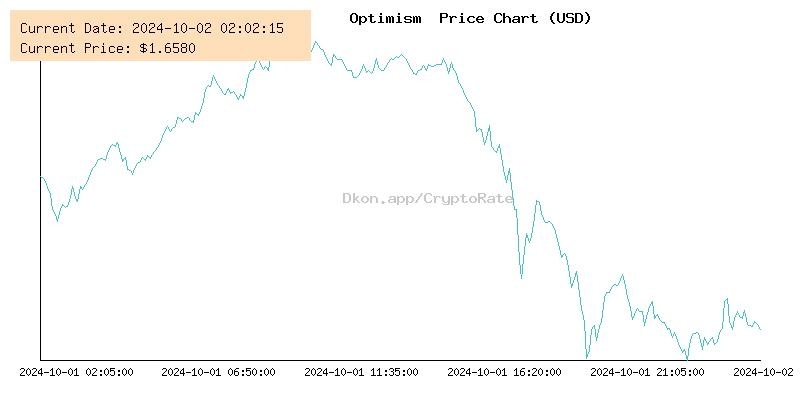 Optimism Price Chart (USD)
Current Date: 2024-10-02 02:02:15
Current Price: $1.6580
Dkon.app/CryptoRate
2024-10-01 02:05:00 2024-10-01 06:50:00 2024-10-01 11:35:00 2024-10-01 16:20:00 2024-10-01 21:05:00 2024-10-02